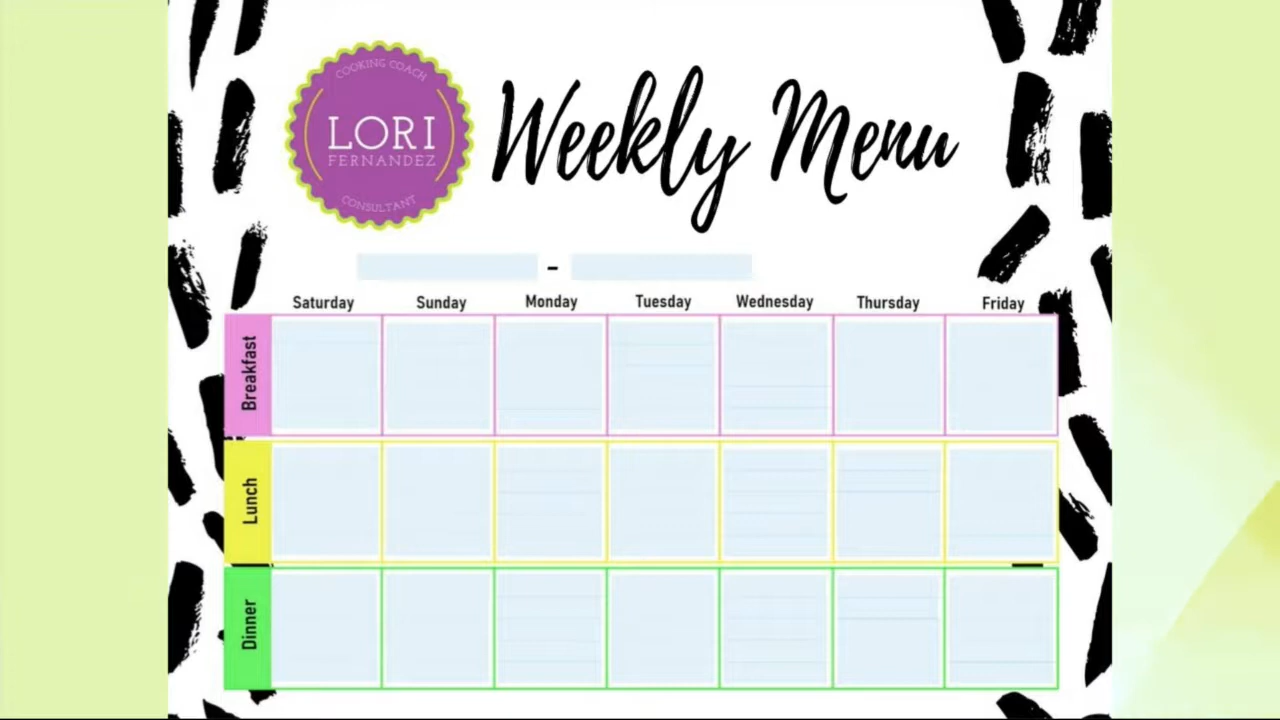 COOKING COACH
LORI
FERNANDEZ
CONSULTANT
Weekly Menu
-
Saturday Sunday Monday Tuesday Wednesday Thursday Friday
Breakfast
Lunch
Dinner